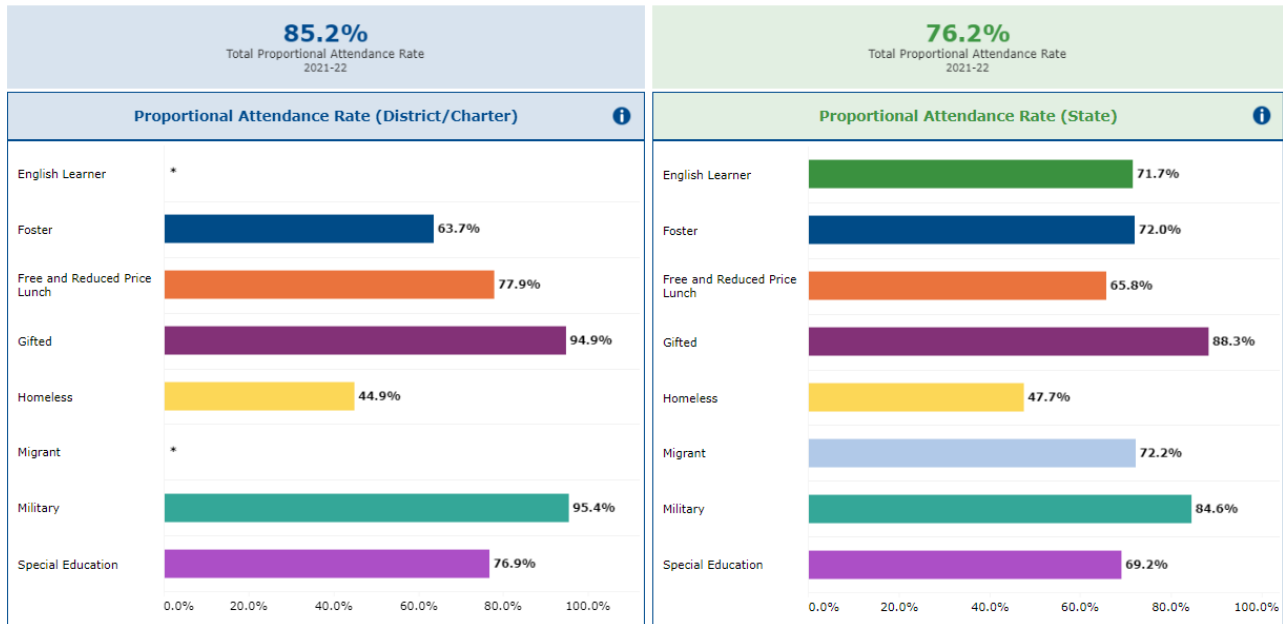 85.2%
Total Proportional Attendance Rate
2021-22
Proportional Attendance Rate (District/Charter)
i
English Learner
*
Foster
63.7%
Free and Reduced Price
Lunch
77.9%
Gifted
94.9%
Homeless
44.9%
Migrant
*
Military
95.4%
Special Education
76.9%
0.0% 20.0% 40.0% 60.0% 80.0% 100.0%
76.2%
Total Proportional Attendance Rate
2021-22
Proportional Attendance Rate (State)
i
English Learner
71.7%
Foster
72.0%
Free and Reduced Price
Lunch
65.8%
Gifted
88.3%
Homeless
47.7%
Migrant
72.2%
Military
84.6%
Special Education
69.2%
0.0% 20.0% 40.0% 60.0% 80.0% 100.0%